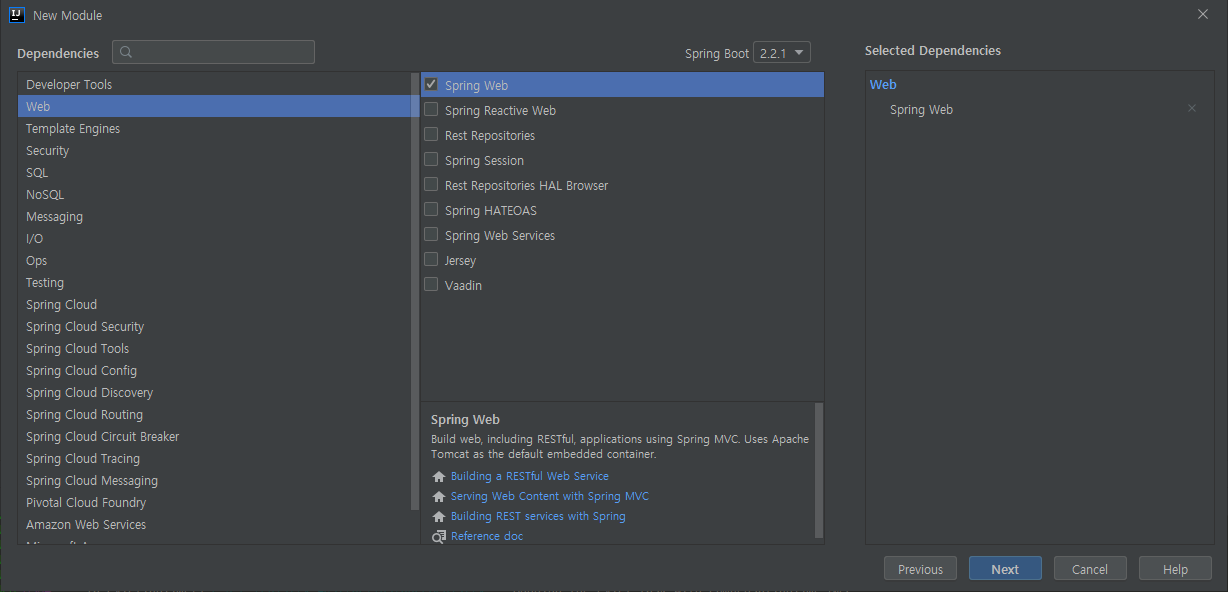 New Module
Dependencies
Spring Boot 2.2.1
Selected Dependencies
Developer Tools
Web
Template Engines
Security
SQL
NoSQL
Messaging
I/O
Ops
Testing
Spring Cloud
Spring Cloud Security
Spring Cloud Tools
Spring Cloud Config
Spring Cloud Discovery
Spring Cloud Routing
Spring Cloud Circuit Breaker
Spring Cloud Tracing
Spring Cloud Messaging
Pivotal Cloud Foundry
Amazon Web Services
Spring Web
Spring Reactive Web
Rest Repositories
Spring Session
Rest Repositories HAL Browser
Spring HATEOAS
Spring Web Services
Jersey
Vaadin
Spring Web
Build web, including RESTful, applications using Spring MVC. Uses Apache
Tomcat as the default embedded container.
Building a RESTful Web Service
Serving Web Content with Spring MVC
Building REST services with Spring
Reference doc
Web
Spring Web
Previous
Next
Cancel
Help